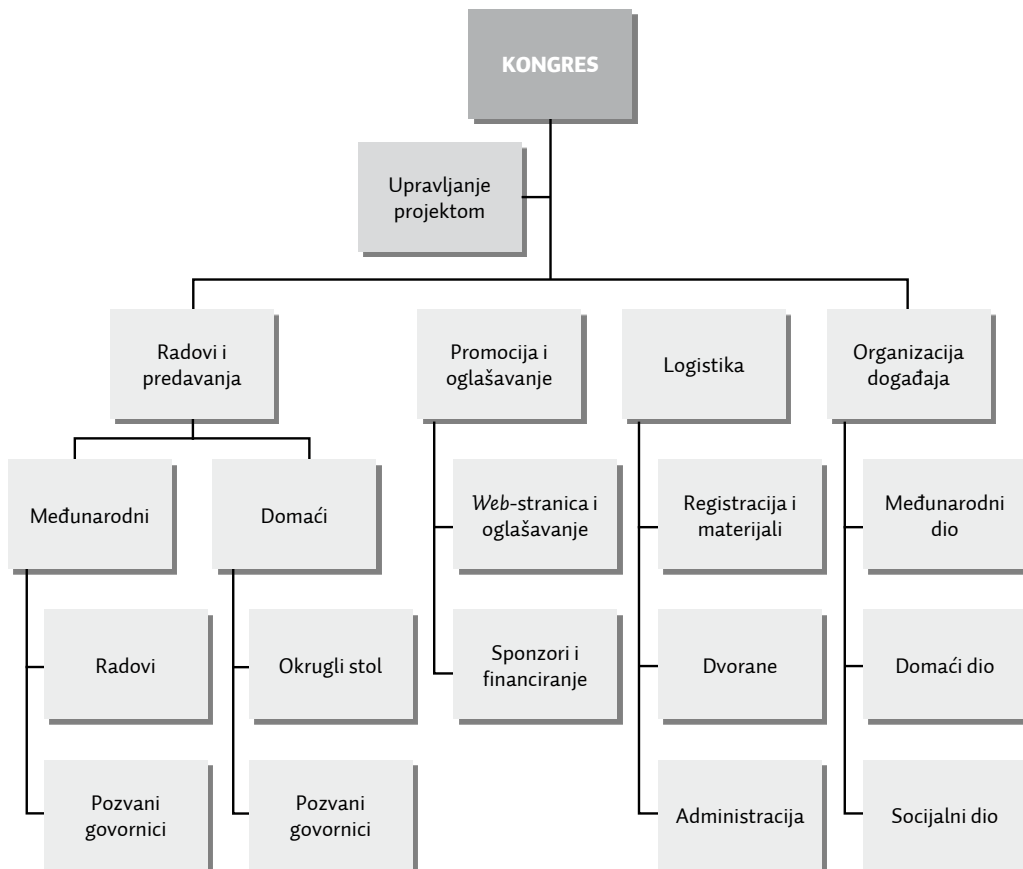 KONGRES
Upravljanje
projektom
Radovi i
predavanja
Promocija i
oglašavanje
Logistika
Organizacija
događaja
Međunarodni
Domaći
Web-stranica i
oglašavanje
Registracija i
materijali
Međunarodni
dio
Radovi
Okrugli stol
Sponzori i
financiranje
Dvorane
Domaći dio
Pozvani
govornici
Pozvani
govornici
Administracija
Socijalni dio